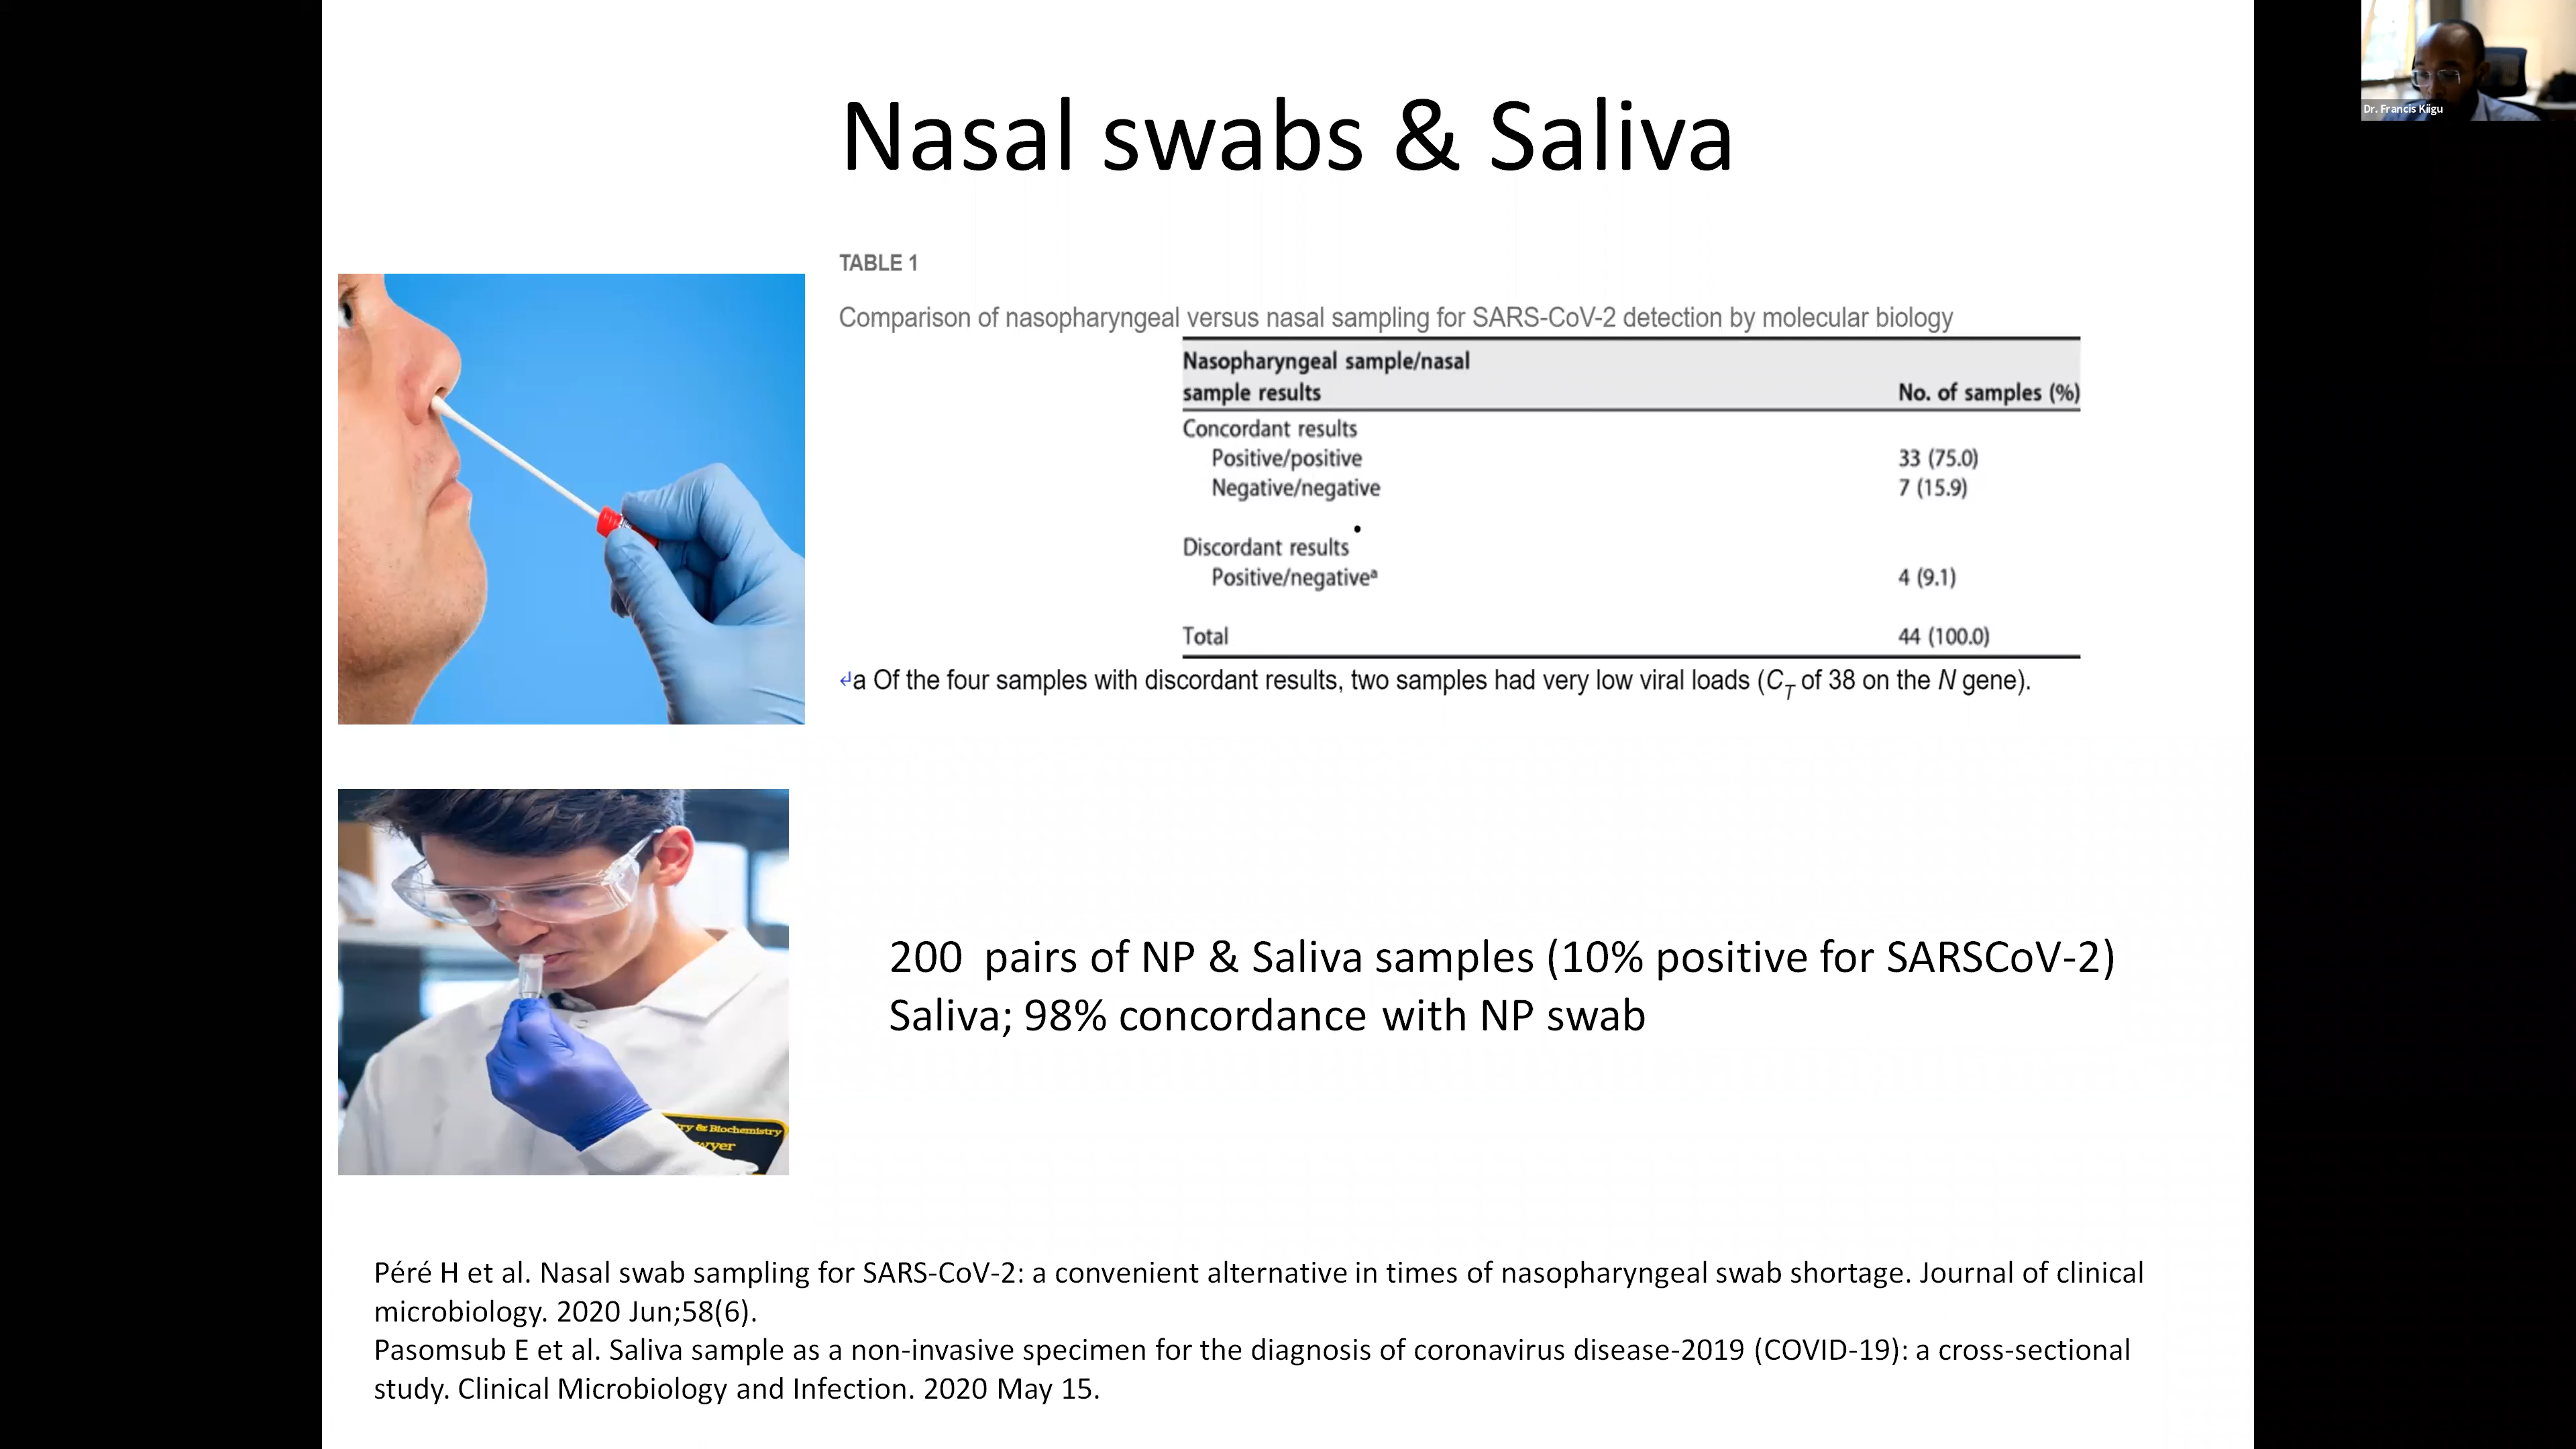 Dr. Francis Kiigu
Nasal swabs & Saliva
TABLE 1
Comparison of nasopharyngeal versus nasal sampling for SARS-CoV-2 detection by molecular biology
Nasopharyngeal sample/nasal
sample results No. of samples (%)
Concordant results
Positive/positive 33 (75.0)
Negative/negative 7 (15.9)
Discordant results
Positive/negativeᵃ 4 (9.1)
Total 44 (100.0)
↵a Of the four samples with discordant results, two samples had very low viral loads (CT of 38 on the N gene).
ry & Biochemistry
wyer
200 pairs of NP & Saliva samples (10% positive for SARSCoV-2)
Saliva; 98% concordance with NP swab
Péré H et al. Nasal swab sampling for SARS-CoV-2: a convenient alternative in times of nasopharyngeal swab shortage. Journal of clinical
microbiology. 2020 Jun;58(6).
Pasomsub E et al. Saliva sample as a non-invasive specimen for the diagnosis of coronavirus disease-2019 (COVID-19): a cross-sectional
study. Clinical Microbiology and Infection. 2020 May 15.